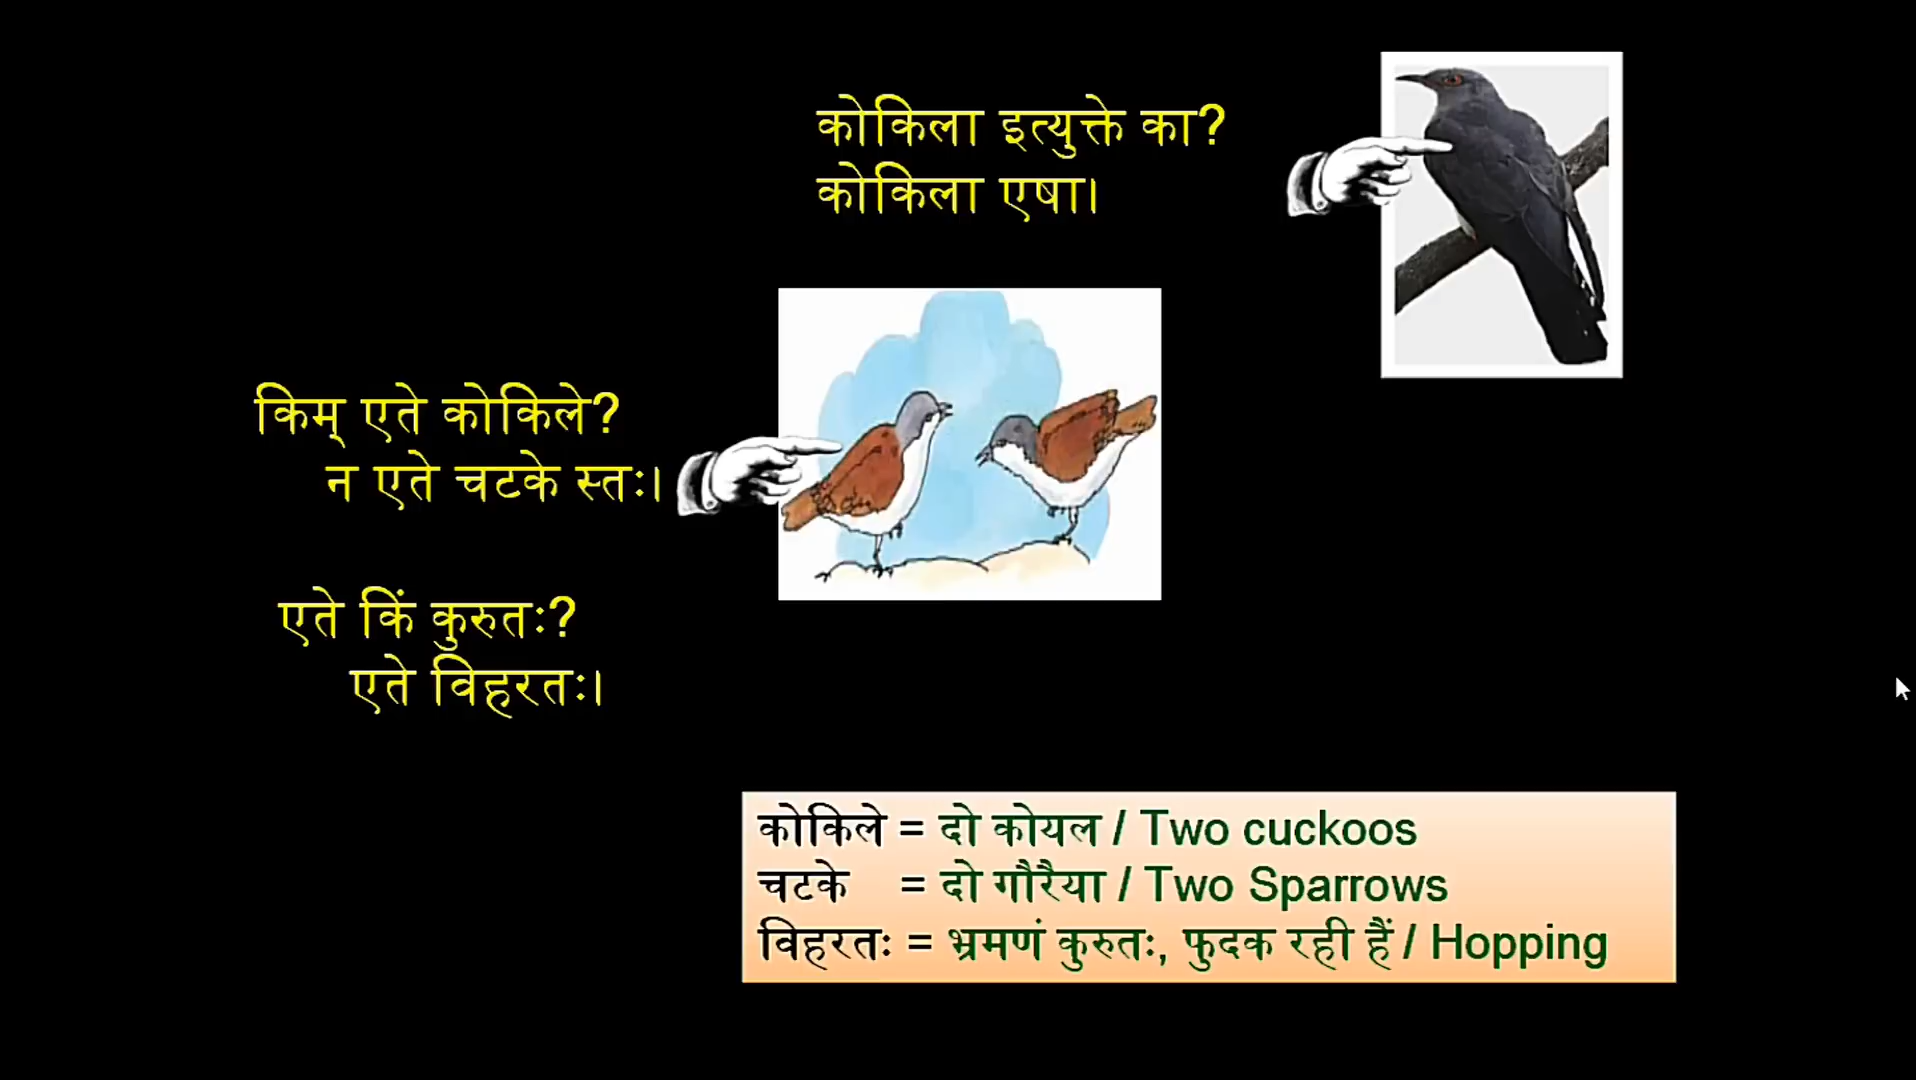 कोकिला इत्युक्ते का?
कोकिला एषा।
किम् एते कोकिले?
न एते चटके स्तः।
एते किं कुरुतः?
एते विहरतः।
कोकिले = दो कोयल / Two cuckoos
चटके = दो गौरैया / Two Sparrows
विहरतः = भ्रमणं कुरुतः, फुदक रही हैं / Hopping